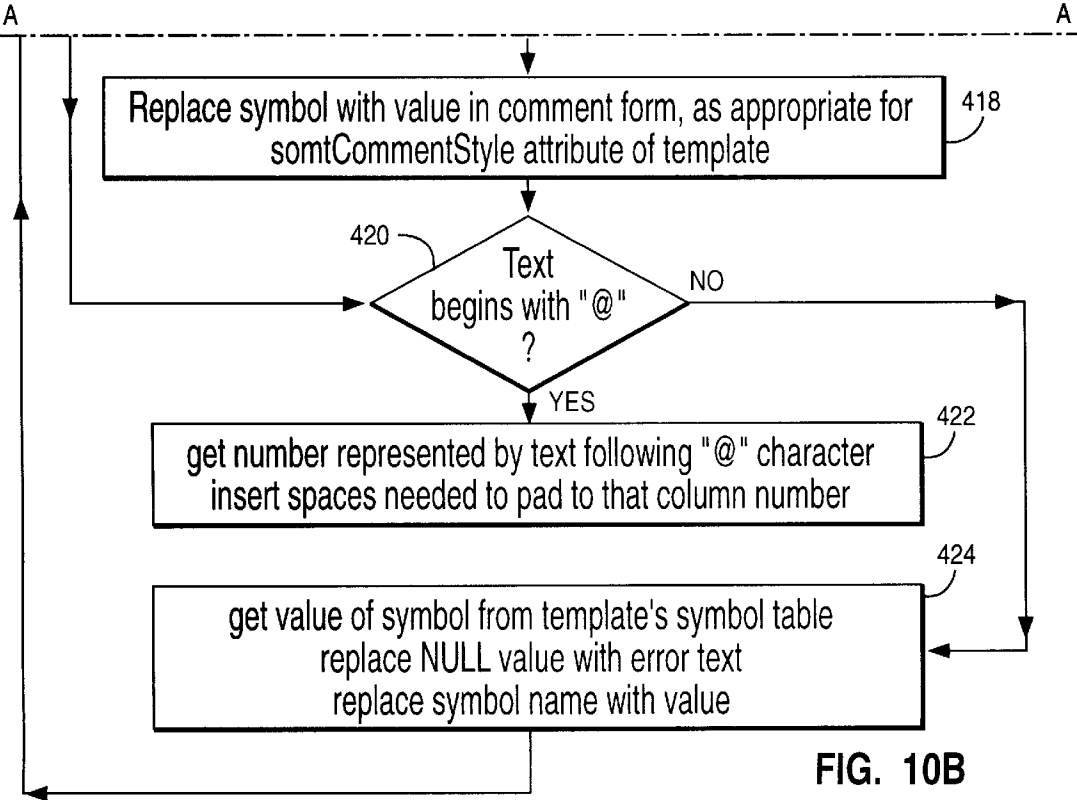 A
A
Replace symbol with value in comment form, as appropriate for
somtCommentStyle attribute of template
418
420
Text
begins with "@"
?
NO
YES
422
get number represented by text following "@" character
insert spaces needed to pad to that column number
424
get value of symbol from template's symbol table
replace NULL value with error text
replace symbol name with value
FIG. 10B